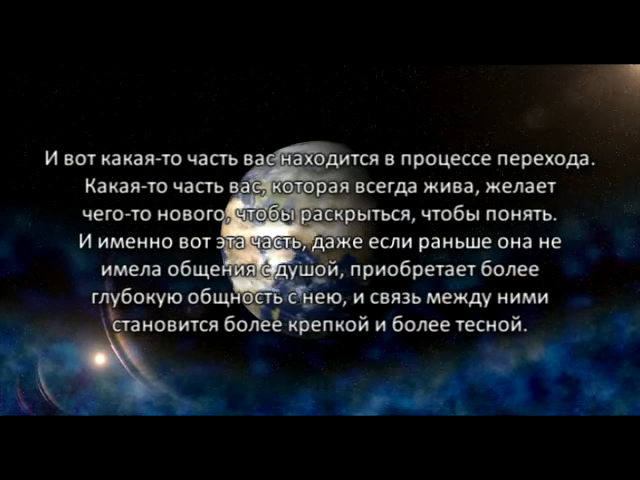 И вот какая-то часть вас находится в процессе перехода.
Какая-то часть вас, которая всегда жива, желает
чего-то нового, чтобы раскрыться, чтобы понять.
И именно вот эта часть, даже если раньше она не
имела общения с душой, приобретает более
глубокую общность с нею, и связь между ними
становится более крепкой и более тесной.